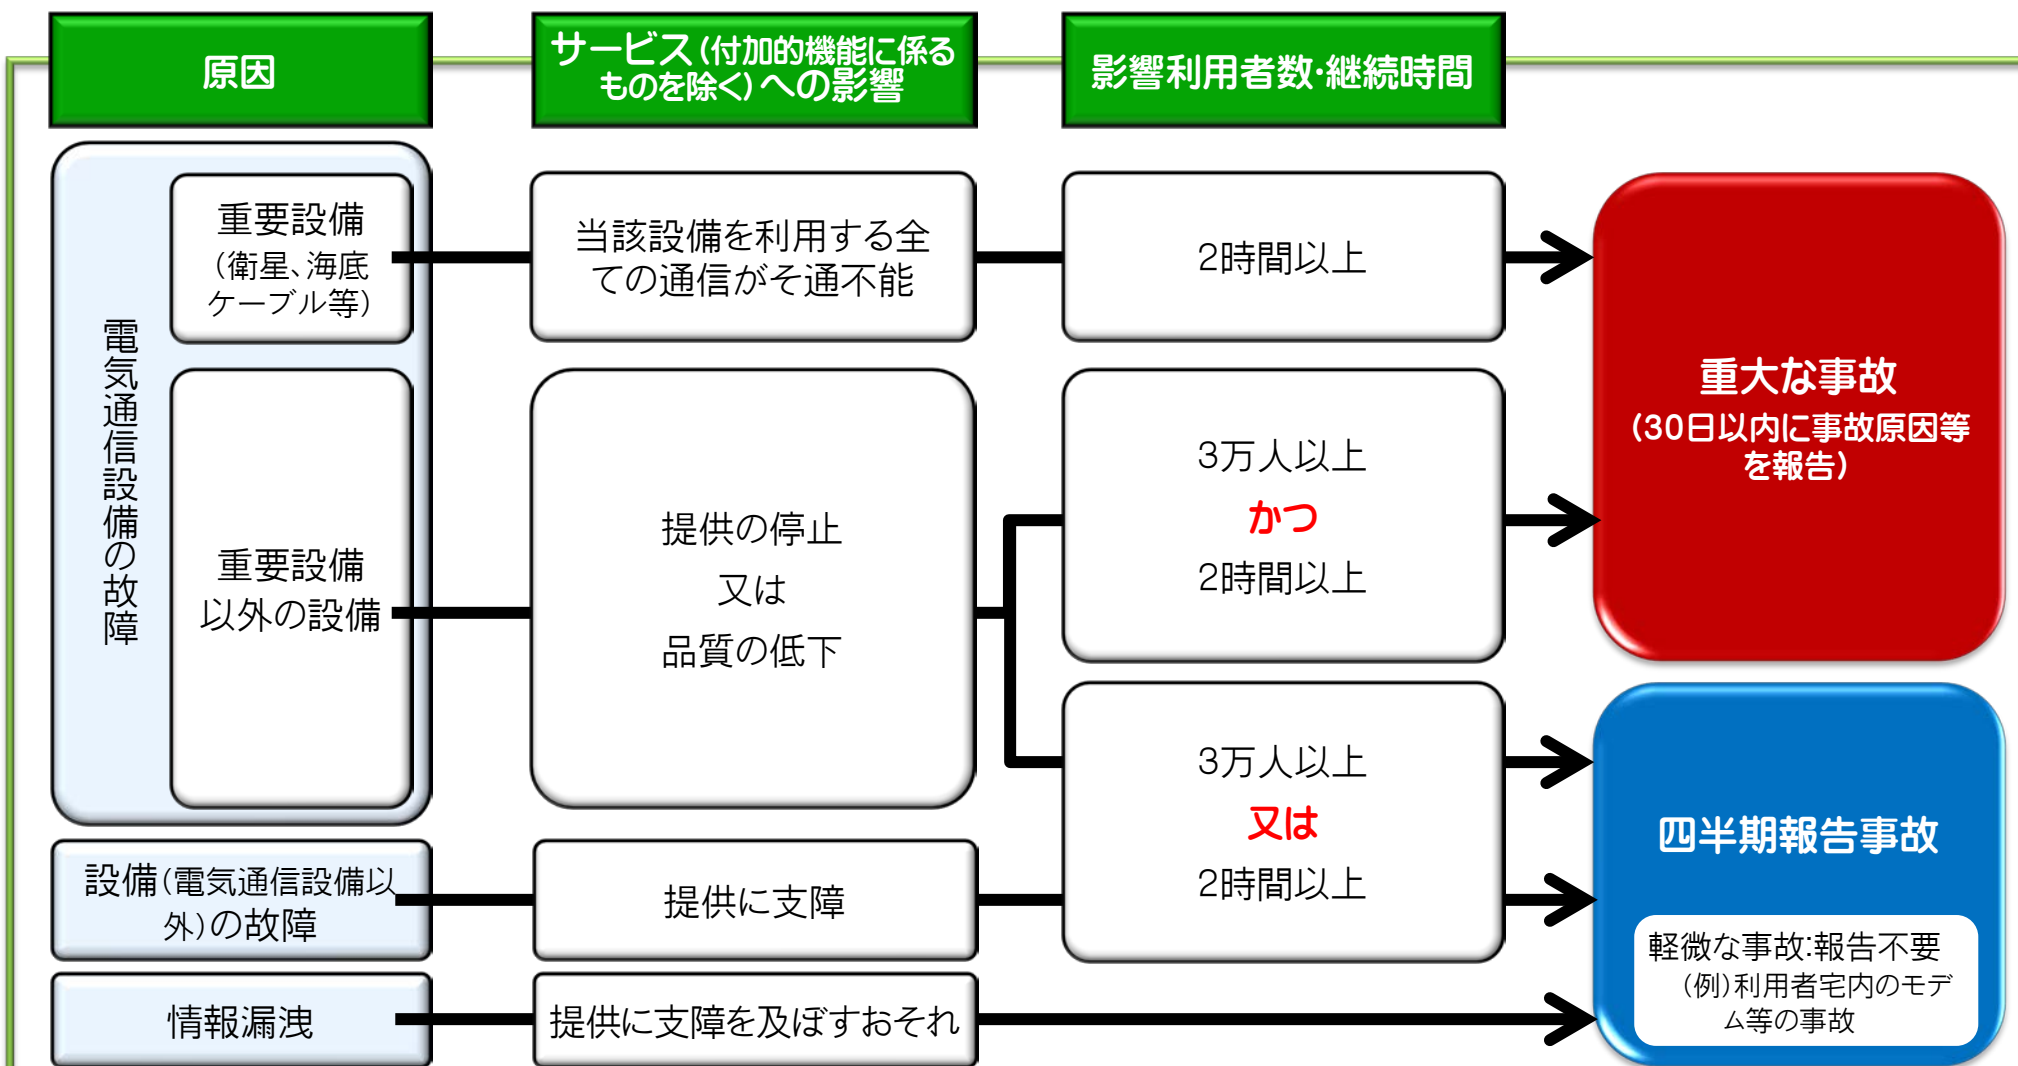 原因
サービス(付加的機能に係る
ものを除く)への影響
影響利用者数・継続時間
電気通信設備の故障
重要設備
(衛星、海底
ケーブル等)
当該設備を利用する全
ての通信がそ通不能
2時間以上
重要設備
以外の設備
提供の停止
又は
品質の低下
3万人以上
かつ
2時間以上
重大な事故
(30日以内に事故原因等
を報告)
3万人以上
又は
2時間以上
設備(電気通信設備以
外)の故障
提供に支障
情報漏洩
提供に支障を及ぼすおそれ
四半期報告事故
軽微な事故:報告不要
(例)利用者宅内のモデ
ム等の事故